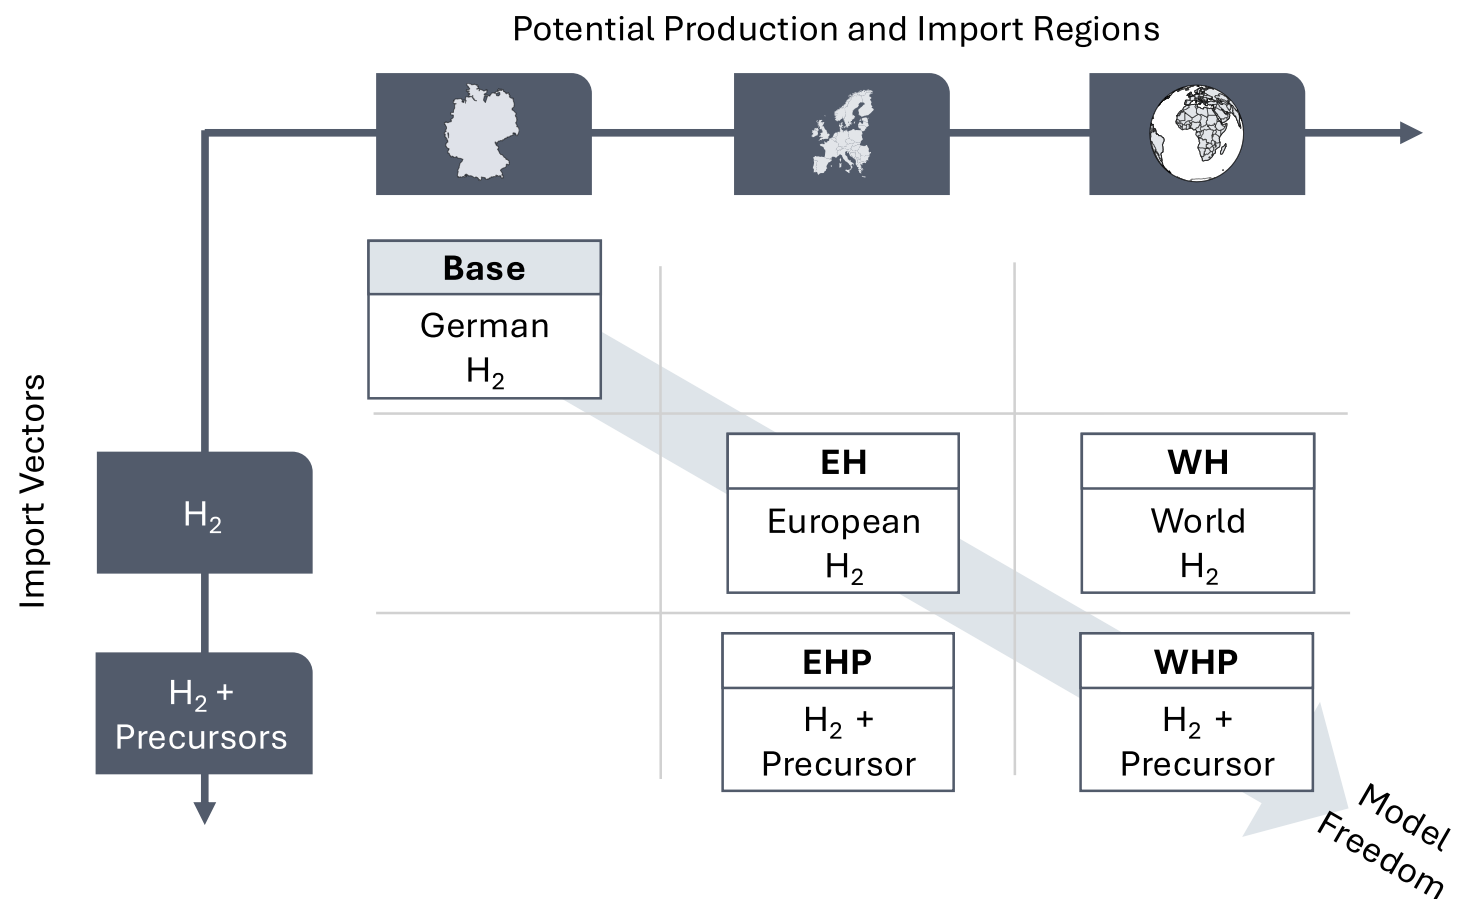 Potential Production and Import Regions
Import Vectors
Base
German
H₂
H₂
EH
European
H₂
WH
World
H₂
H₂ +
Precursors
EHP
H₂ +
Precursor
WHP
H₂ +
Precursor
Model
Freedom